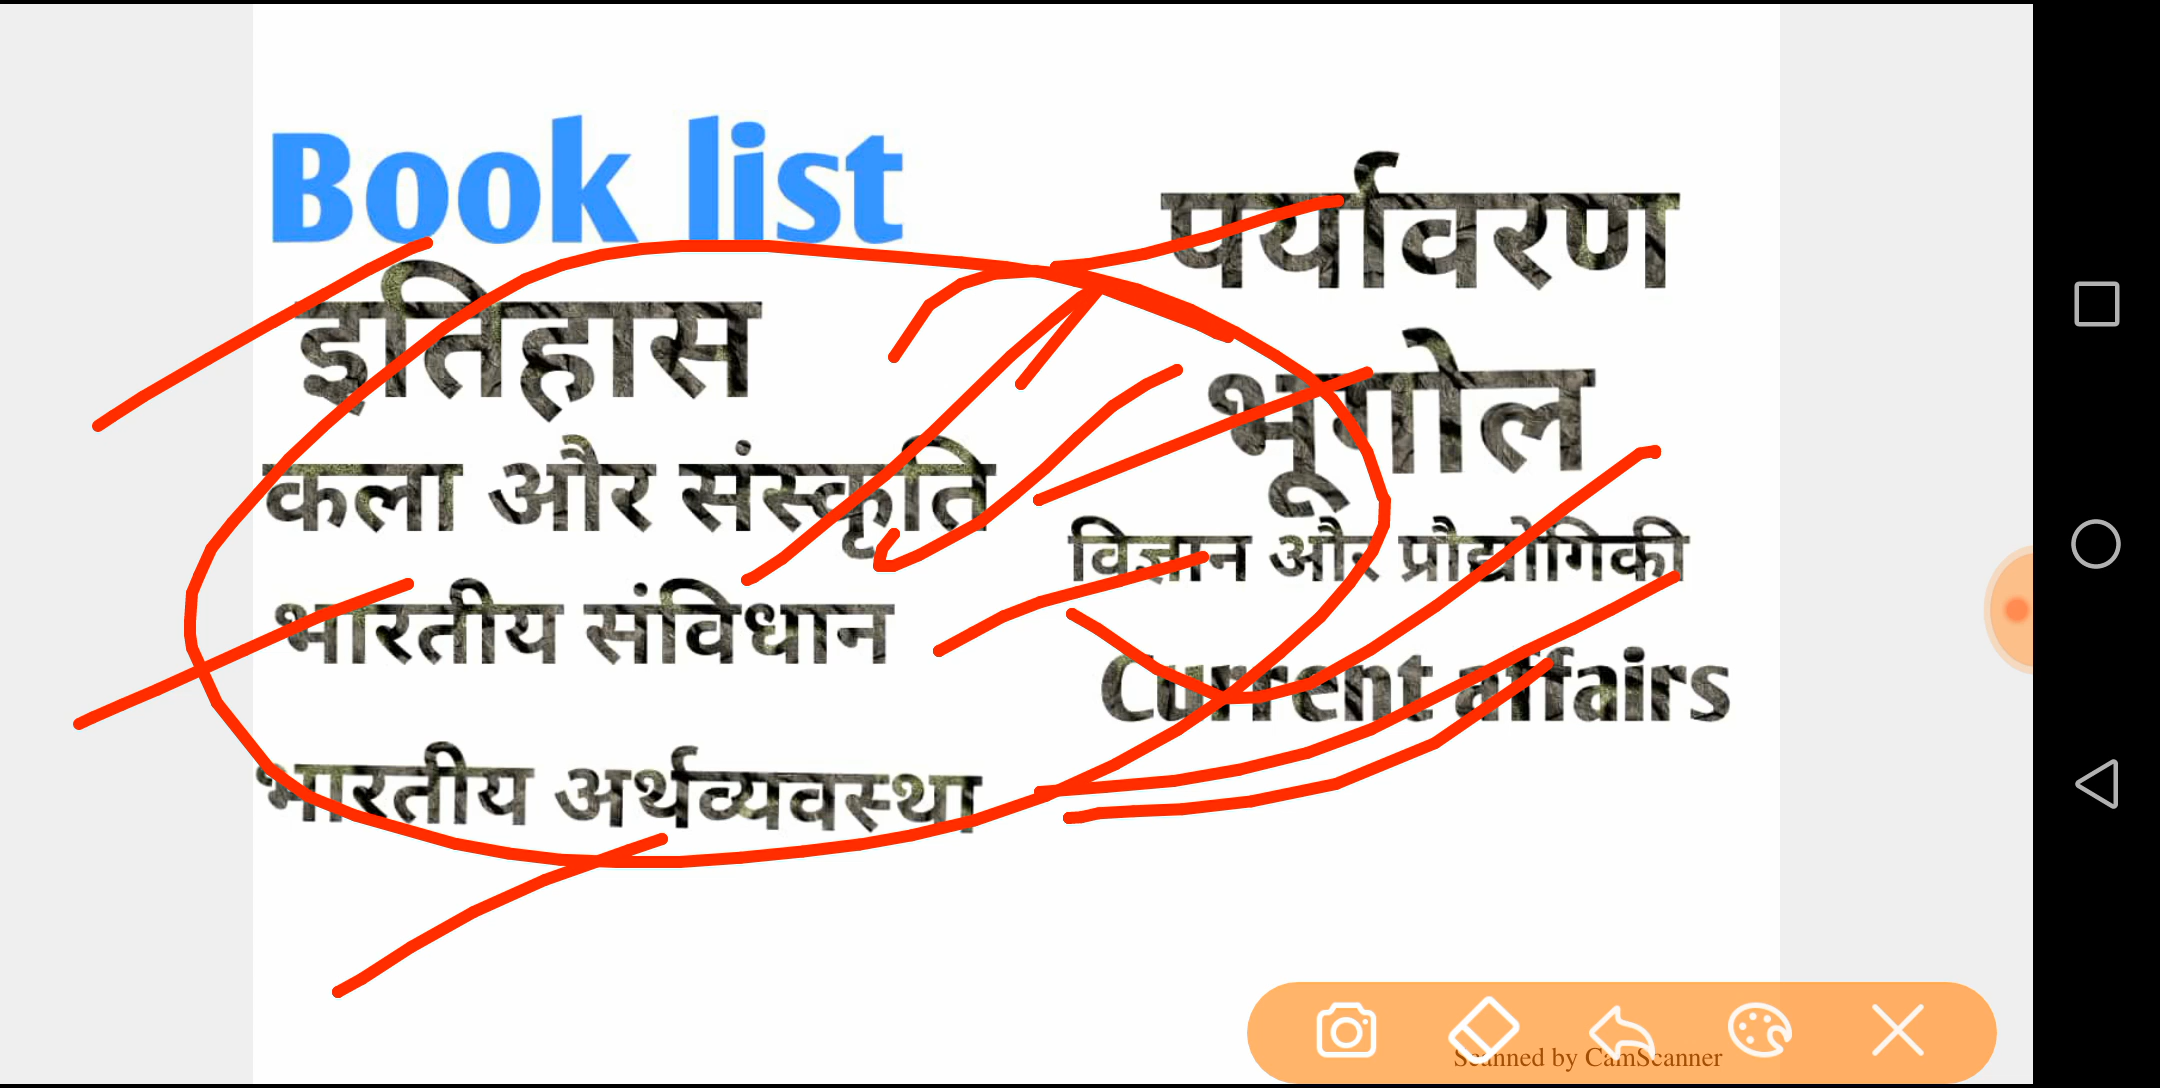 Book list
इतिहास
कला और संस्कृति
भारतीय संविधान
भारतीय अर्थव्यवस्था
पर्यावरण
भूगोल
विज्ञान और प्रौद्योगिकी
Current affairs
Scanned by CamScanner